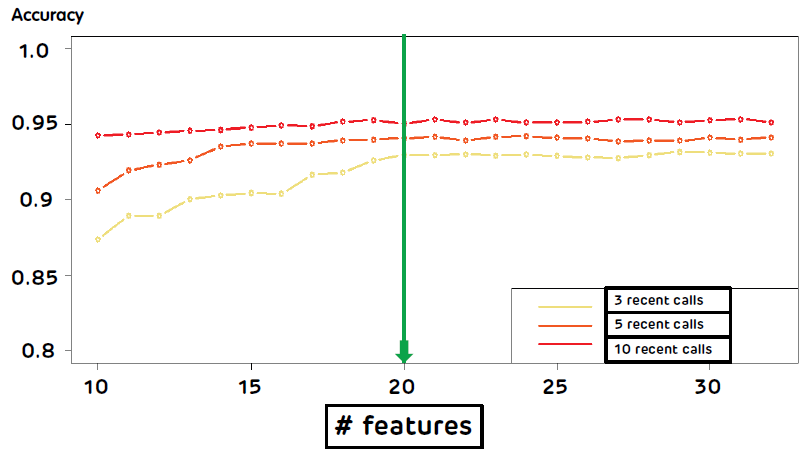 Accuracy
1.0
0.95
0.9
0.85
0.8
10 15 20 25 30
# features
3 recent calls
5 recent calls
10 recent calls